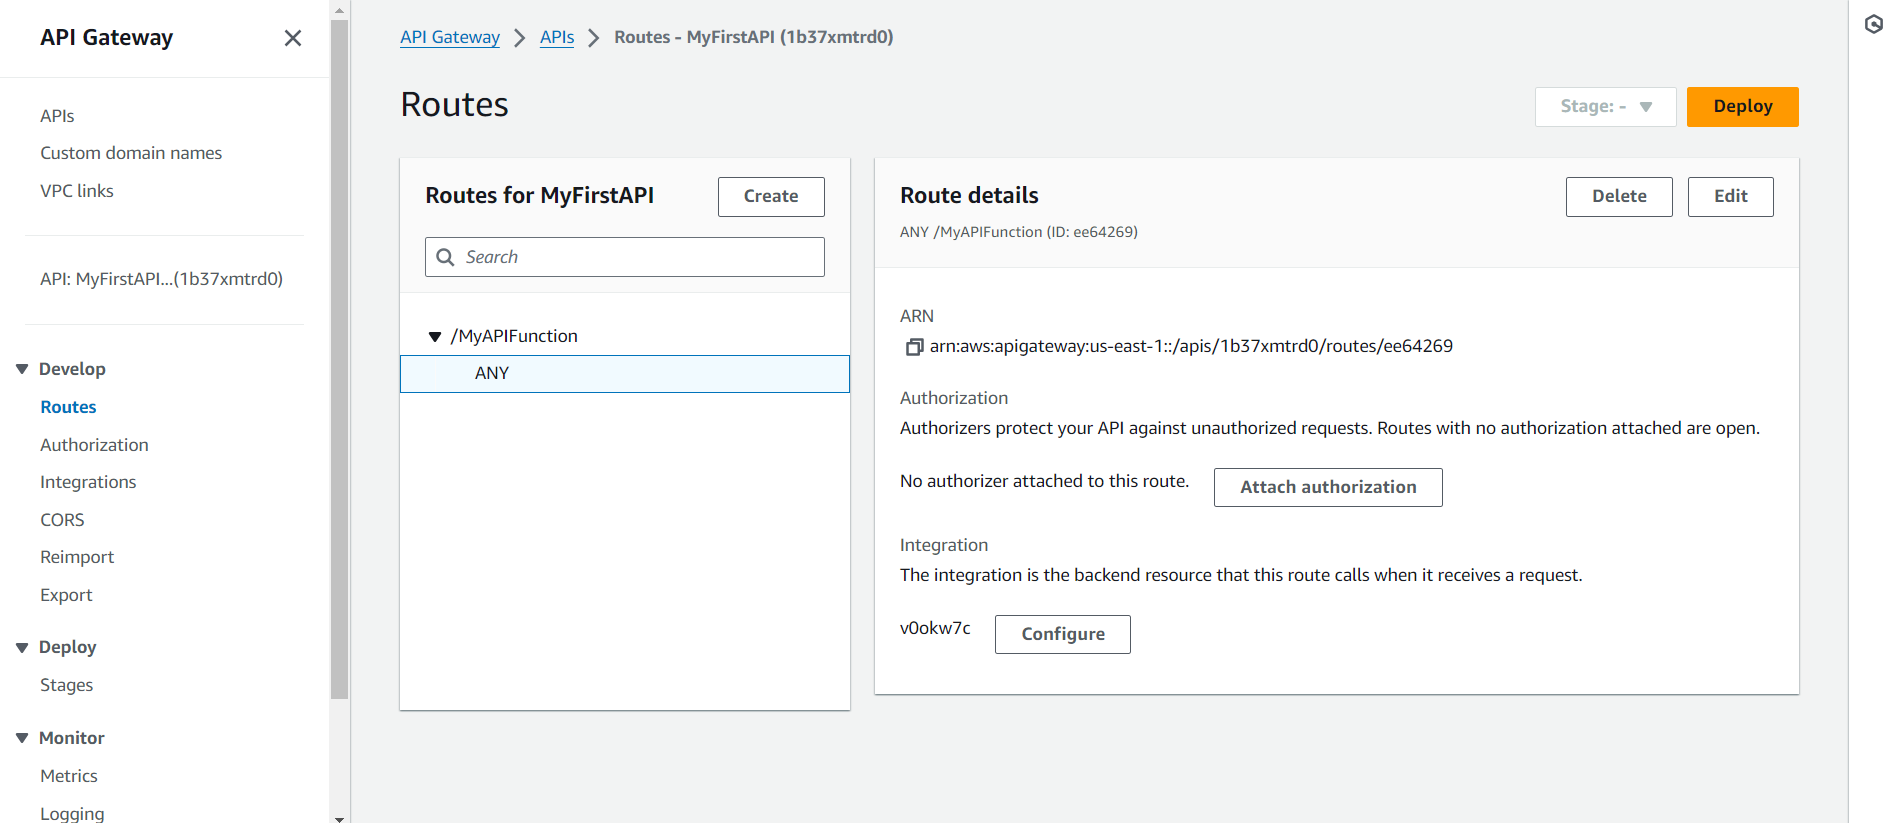 API Gateway
APIs
Custom domain names
VPC links
API: MyFirstAPI...(1b37xmtrd0)
Develop
Routes
Authorization
Integrations
CORS
Reimport
Export
Deploy
Stages
Monitor
Metrics
Logging
API Gateway > APIs > Routes - MyFirstAPI (1b37xmtrd0)
Routes
Stage: -
Deploy
Routes for MyFirstAPI
Create
Search
/MyAPIFunction
ANY
Route details
Delete
Edit
ANY /MyAPIFunction (ID: ee64269)
ARN
arn:aws:apigateway:us-east-1::/apis/1b37xmtrd0/routes/ee64269
Authorization
Authorizers protect your API against unauthorized requests. Routes with no authorization attached are open.
No authorizer attached to this route.
Attach authorization
Integration
The integration is the backend resource that this route calls when it receives a request.
v0okw7c
Configure